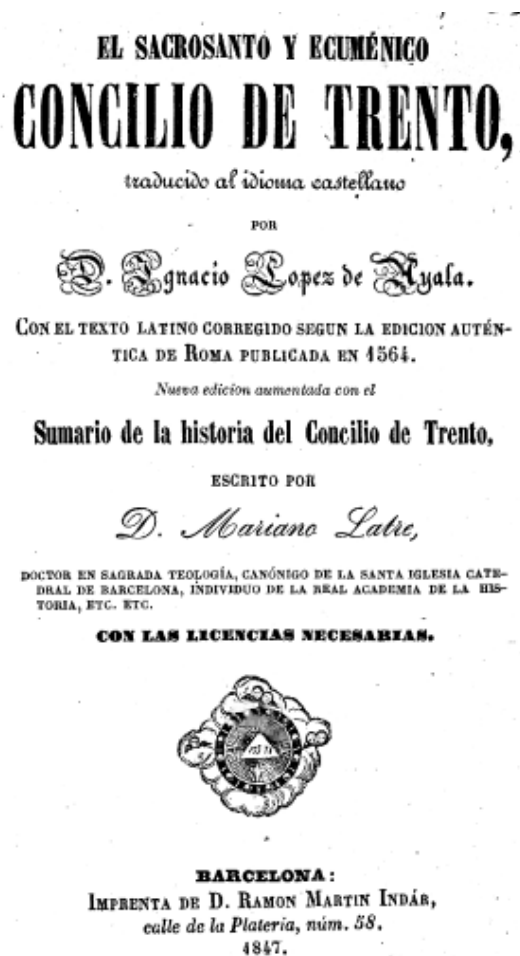 EL SACROSANTO Y ECUMÉNICO
CONCILIO DE TRENTO,
traducido al idioma castellano
POR
D. Ignacio Lopez de Ayala.
CON EL TEXTO LATINO CORREGIDO SEGUN LA EDICION AUTÉN-
TICA DE ROMA PUBLICADA EN 1564.
Nueva edicion aumentada con el
Sumario de la historia del Concilio de Trento,
ESCRITO POR
D. Mariano Latre,
DOCTOR EN SAGRADA TEOLOGÍA, CANÓNIGO DE LA SANTA IGLESIA CATE-
DRAL DE BARCELONA, INDIVIDUO DE LA REAL ACADEMIA DE LA HIS-
TORIA, ETC. ETC.
CON LAS LICENCIAS NECESARIAS.
BARCELONA:
IMPRENTA DE D. RAMON MARTIN INDÁR,
calle de la Platería, núm. 58.
1847.